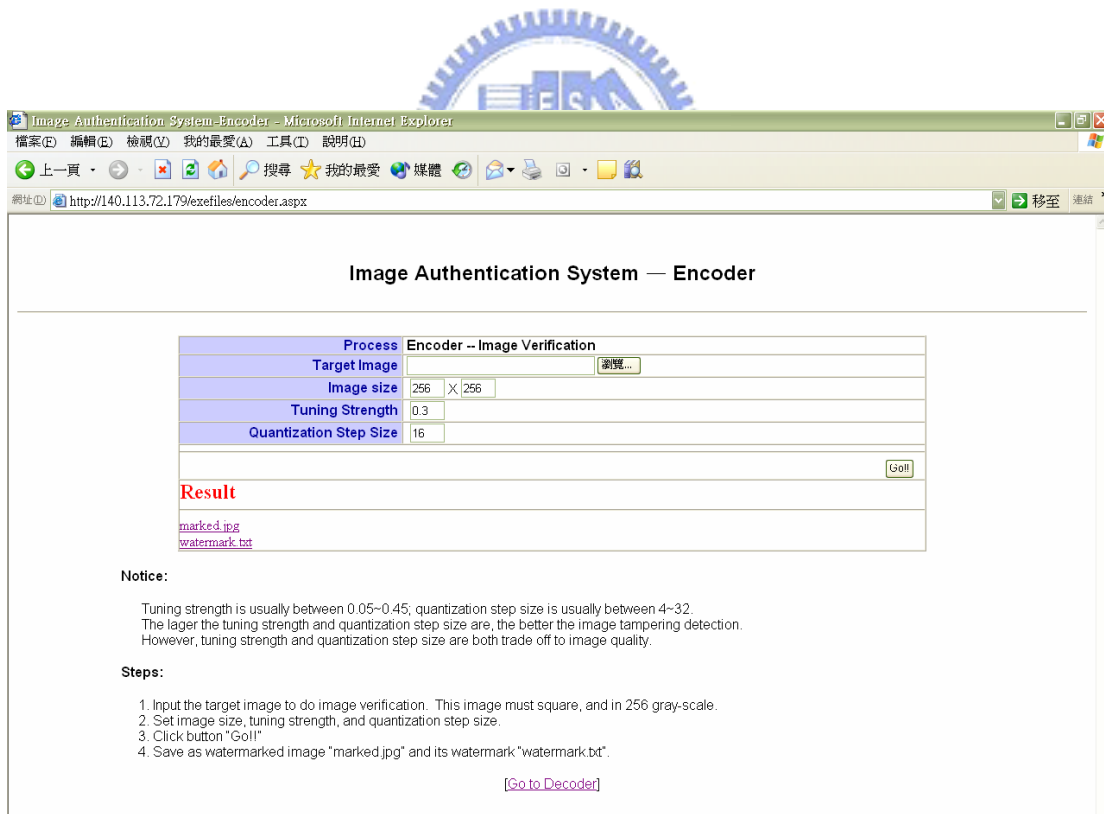 Image Authentication System-Encoder - Microsoft Internet Explorer
檔案(F) 編輯(E) 檢視(V) 我的最愛(A) 工具(T) 說明(H)
上一頁 搜尋 我的最愛 媒體
網址(D) http://140.113.72.179/exefiles/encoder.aspx 移至 連結
Image Authentication System — Encoder
Process Encoder -- Image Verification
Target Image 瀏覽...
Image size 256 X 256
Tuning Strength 0.3
Quantization Step Size 16
Go!!
Result
marked.jpg
watermark.txt
Notice:
Tuning strength is usually between 0.05~0.45; quantization step size is usually between 4~32.
The lager the tuning strength and quantization step size are, the better the image tampering detection.
However, tuning strength and quantization step size are both trade off to image quality.
Steps:
1. Input the target image to do image verification. This image must square, and in 256 gray-scale.
2. Set image size, tuning strength, and quantization step size.
3. Click button "Go!!"
4. Save as watermarked image "marked.jpg" and its watermark "watermark.txt".
[Go to Decoder]